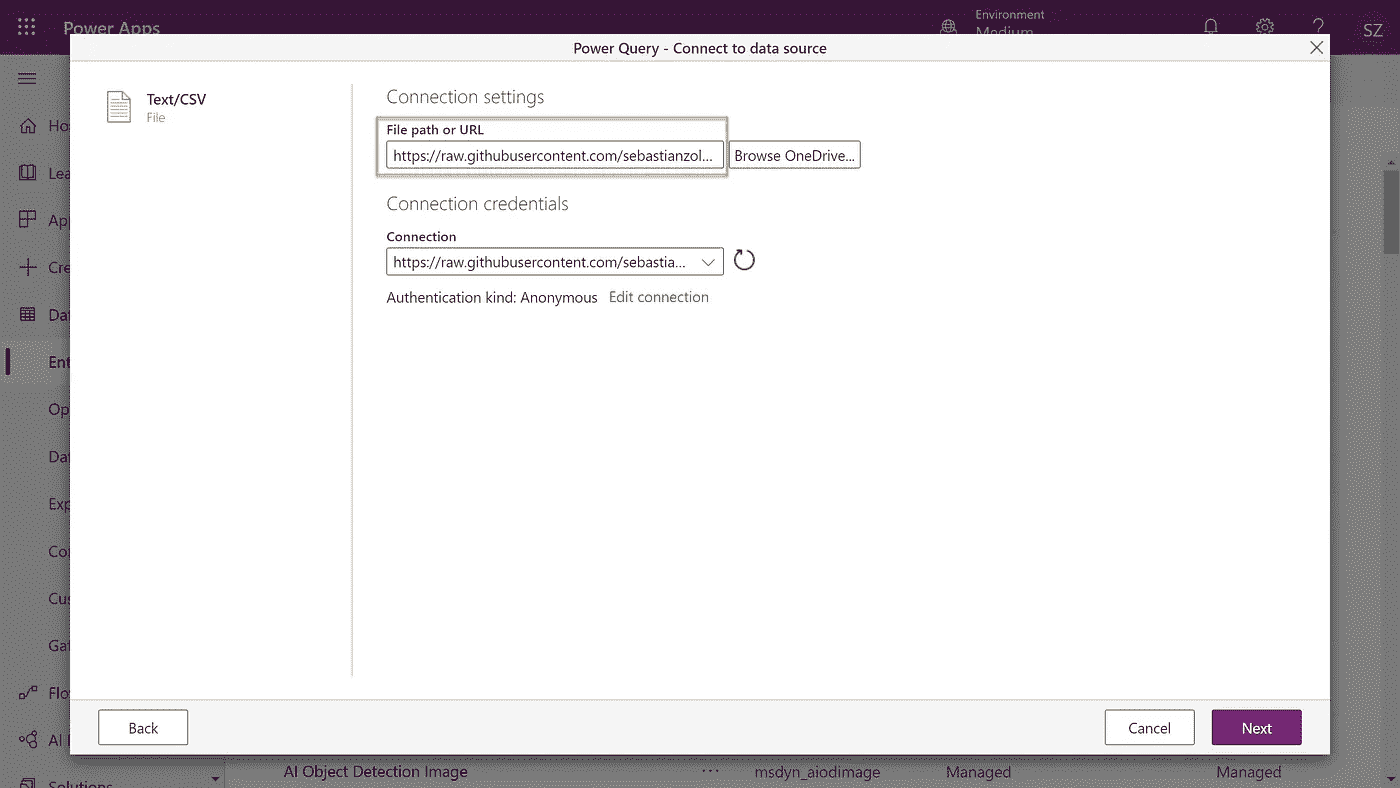 Power Apps
Environment
Medium
SZ
Power Query - Connect to data source
Text/CSV
File
Connection settings
File path or URL
https://raw.githubusercontent.com/sebastianzol...
Browse OneDrive...
Connection credentials
Connection
https://raw.githubusercontent.com/sebastia...
Authentication kind: Anonymous Edit connection
Ho
Lea
Ap
Cre
Da
Ent
Op
Dat
Exp
Co
Cus
Gat
Flo
AI
Solutions
Back
Cancel
Next
AI Object Detection Image ... msdyn_aiodimage Managed Managed